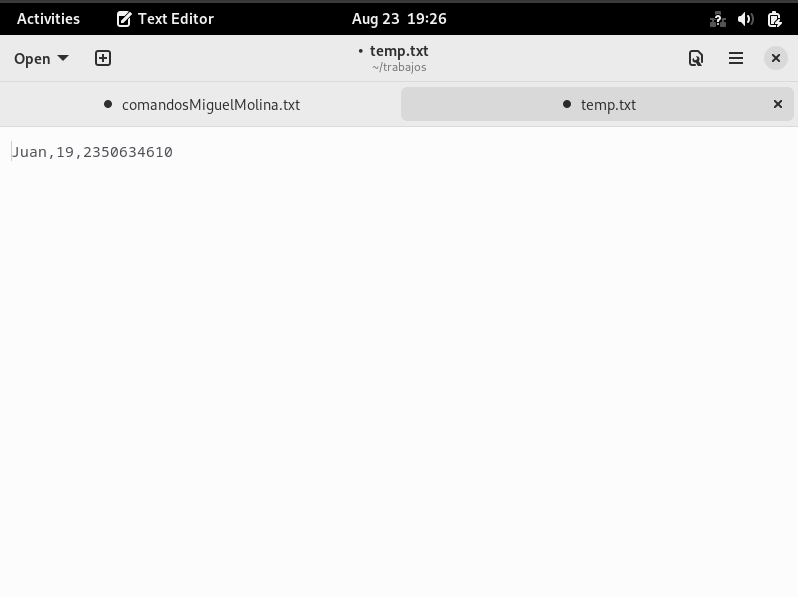 Activities Text Editor Aug 23 19:26
Open • temp.txt
~/trabajos
• comandosMiguelMolina.txt • temp.txt
Juan,19,2350634610